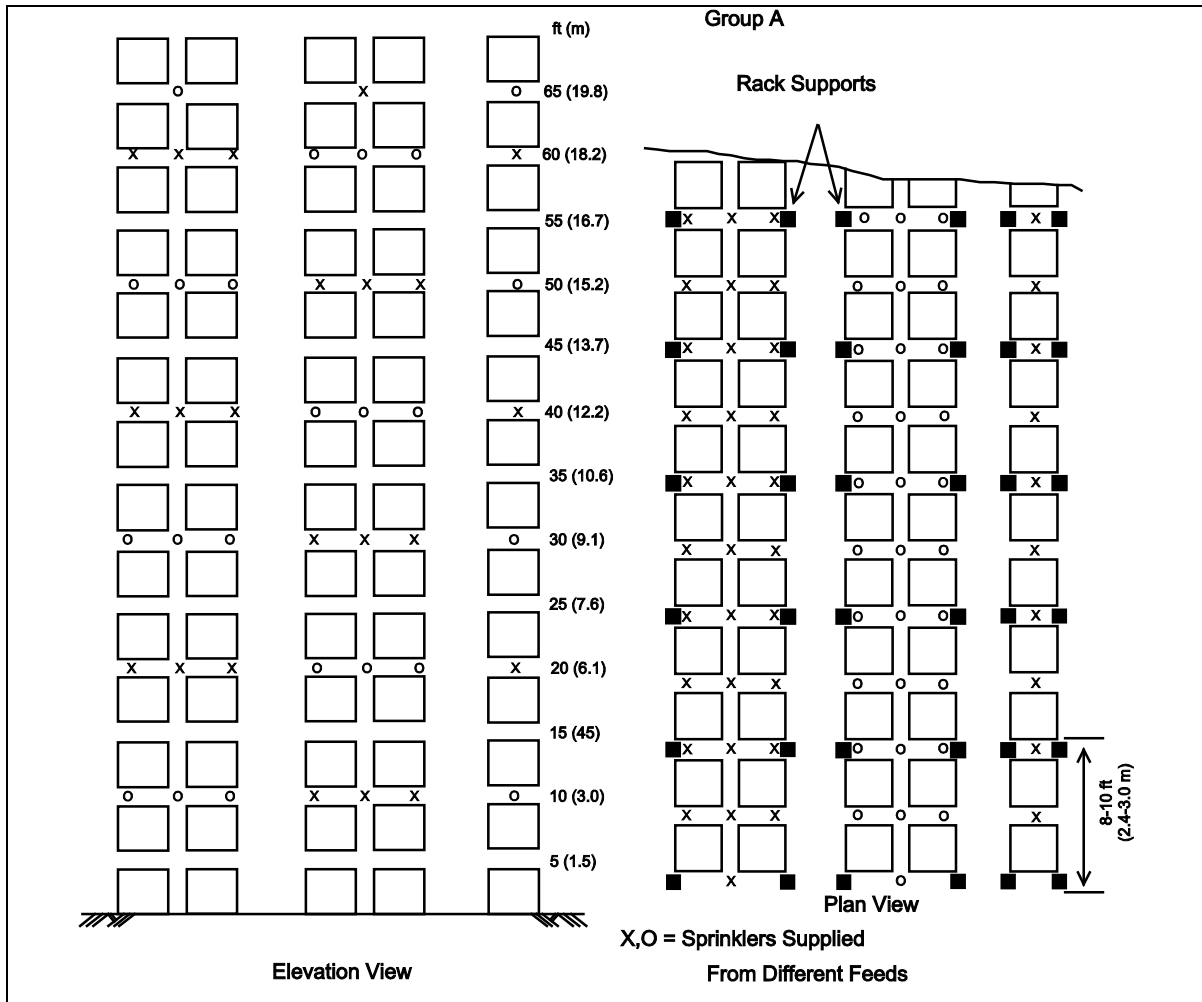 Group A
ft (m)
Rack Supports
O X O 65 (19.8)
X X X O O O X 60 (18.2)
55 (16.7)
O O O X X X O 50 (15.2)
45 (13.7)
X X X O O O X 40 (12.2)
35 (10.6)
O O O X X X O 30 (9.1)
25 (7.6)
X X X O O O X 20 (6.1)
15 (45)
O O O X X X O 10 (3.0)
5 (1.5)
Elevation View
X X X O O O X
X X X O O O X
X X X O O O X
X X X O O O X
X X X O O O X
X X X O O O X
X X X O O O X
X X X O O O X
X X X O O O X
X X X O O O X
X O
8-10 ft
(2.4-3.0 m)
Plan View
X,O = Sprinklers Supplied
From Different Feeds